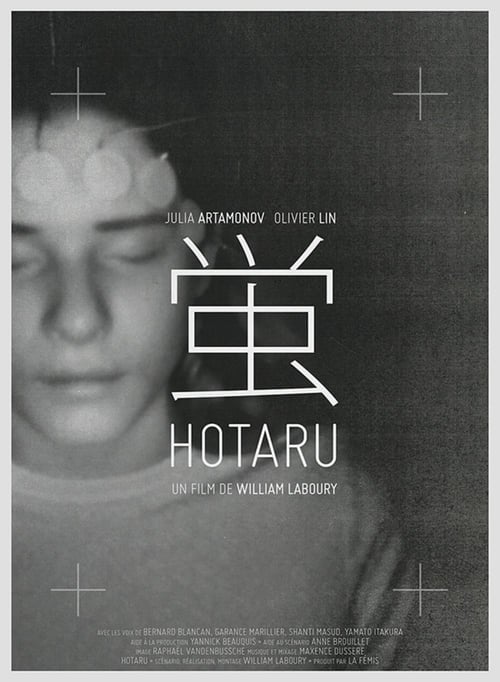 JULIA ARTAMONOV OLIVIER LIN
蛍
HOTARU
UN FILM DE WILLIAM LABOURY
AVEC LES VOIX DE BERNARD BLANCAN, GARANCE MARILLIER, SHANTI MASUD, YAMATO ITAKURA
AIDE À LA PRODUCTION YANNICK BEAUQUIS • AIDE AU SCÉNARIO ANNE BROUILLET
IMAGE RAPHAËL VANDENBUSSCHE MUSIQUE ET MIXAGE MAXENCE DUSSERE
HOTARU • SCÉNARIO, RÉALISATION, MONTAGE WILLIAM LABOURY • PRODUIT PAR LA FÉMIS